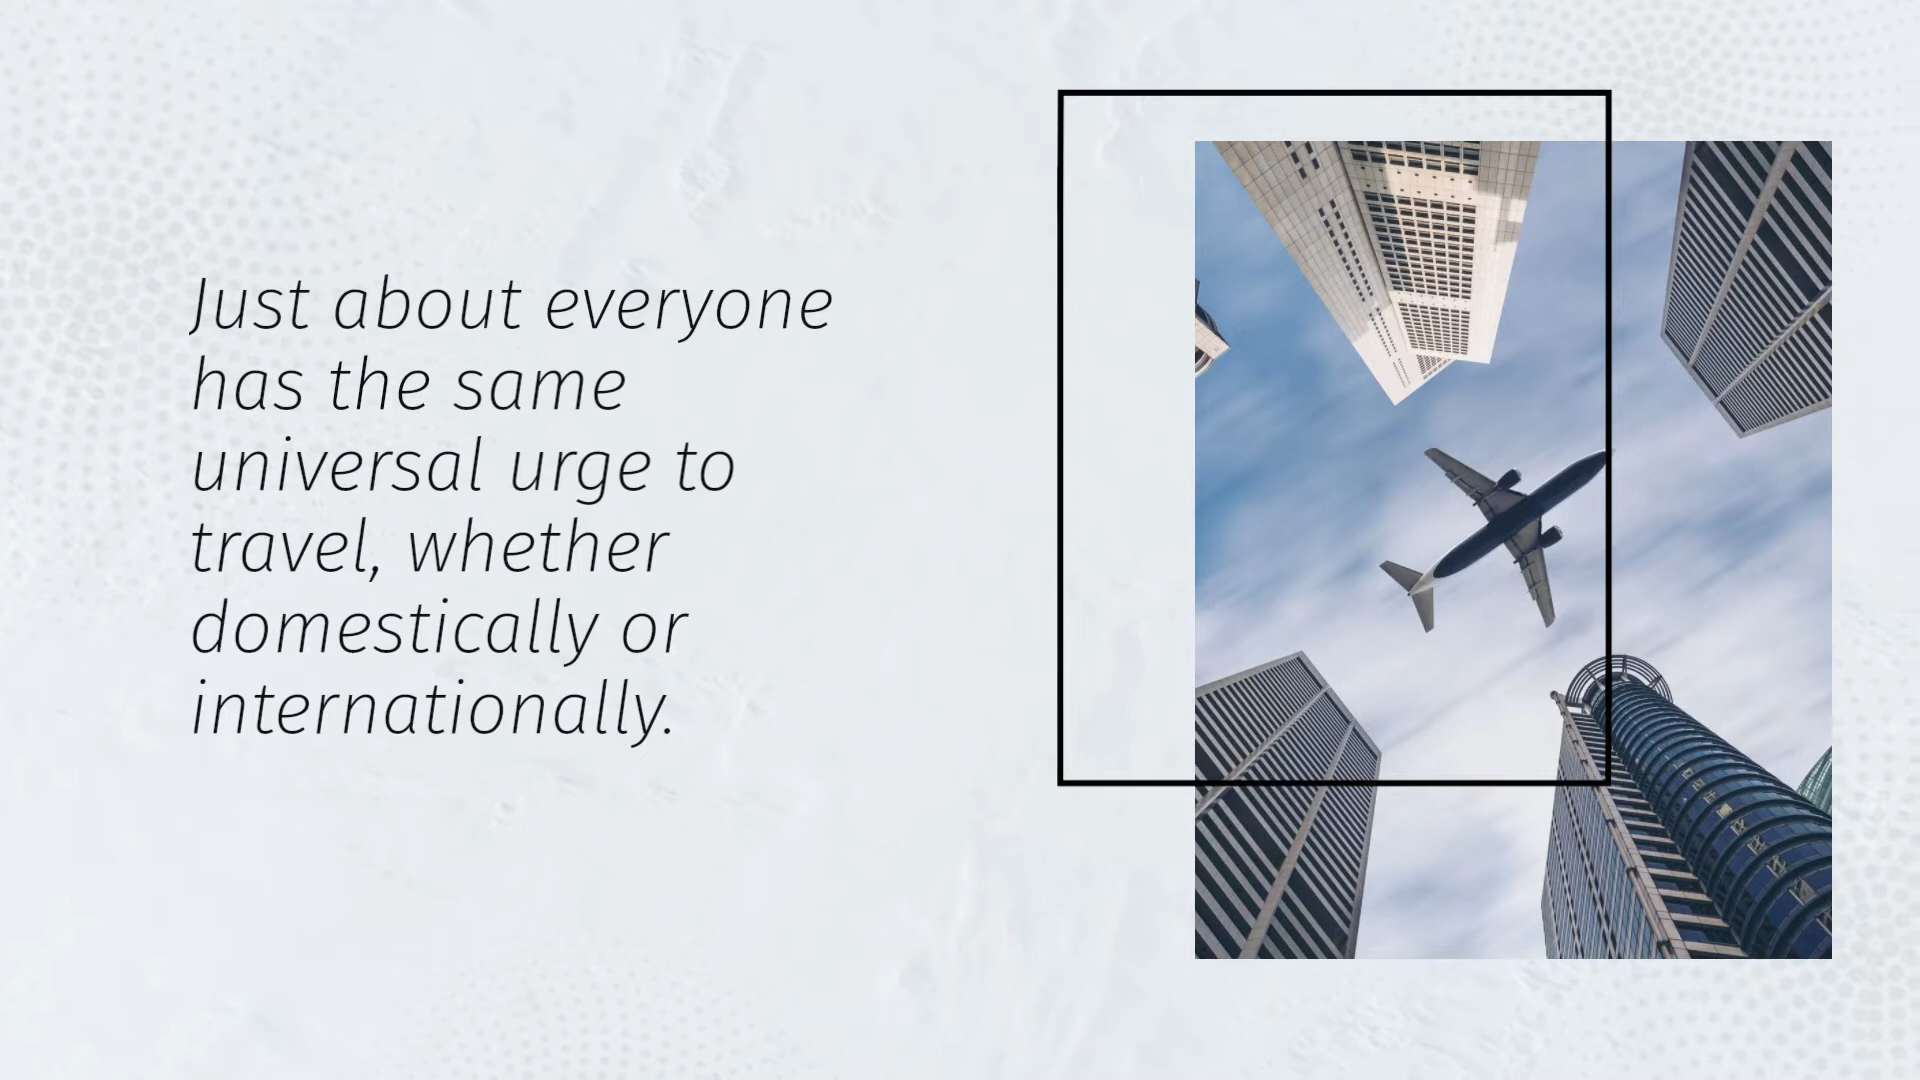 Just about everyone
has the same
universal urge to
travel, whether
domestically or
internationally.